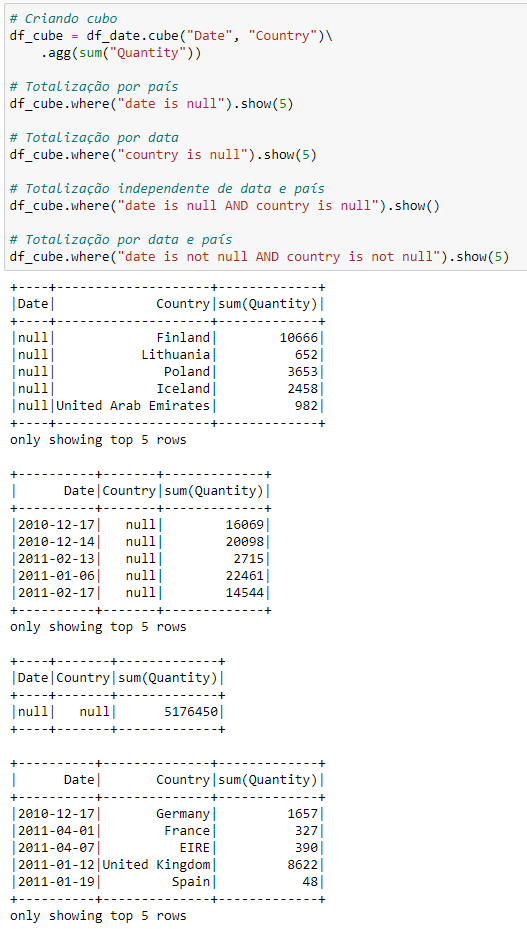 # Criando cubo
df_cube = df_date.cube("Date", "Country")\
    .agg(sum("Quantity"))

# Totalização por país
df_cube.where("date is null").show(5)

# Totalização por data
df_cube.where("country is null").show(5)

# Totalização independente de data e país
df_cube.where("date is null AND country is null").show()

# Totalização por data e país
df_cube.where("date is not null AND country is not null").show(5)
+----+--------------------+-------------+
|Date|             Country|sum(Quantity)|
+----+--------------------+-------------+
|null|             Finland|        10666|
|null|           Lithuania|          652|
|null|              Poland|         3653|
|null|             Iceland|         2458|
|null|United Arab Emirates|          982|
+----+--------------------+-------------+
only showing top 5 rows

+----------+-------+-------------+
|      Date|Country|sum(Quantity)|
+----------+-------+-------------+
|2010-12-17|   null|        16069|
|2010-12-14|   null|        20098|
|2011-02-13|   null|         2715|
|2011-01-06|   null|        22461|
|2011-02-17|   null|        14544|
+----------+-------+-------------+
only showing top 5 rows

+----+-------+-------------+
|Date|Country|sum(Quantity)|
+----+-------+-------------+
|null|   null|      5176450|
+----+-------+-------------+

+----------+--------------+-------------+
|      Date|       Country|sum(Quantity)|
+----------+--------------+-------------+
|2010-12-17|       Germany|         1657|
|2011-04-01|        France|          327|
|2011-04-07|          EIRE|          390|
|2011-01-12|United Kingdom|         8622|
|2011-01-19|         Spain|           48|
+----------+--------------+-------------+
only showing top 5 rows